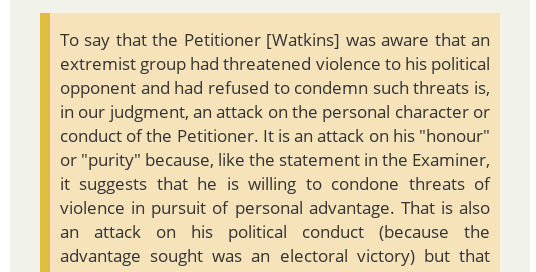 To say that the Petitioner [Watkins] was aware that an
extremist group had threatened violence to his political
opponent and had refused to condemn such threats is,
in our judgment, an attack on the personal character or
conduct of the Petitioner. It is an attack on his "honour"
or "purity" because, like the statement in the Examiner,
it suggests that he is willing to condone threats of
violence in pursuit of personal advantage. That is also
an attack on his political conduct (because the
advantage sought was an electoral victory) but that